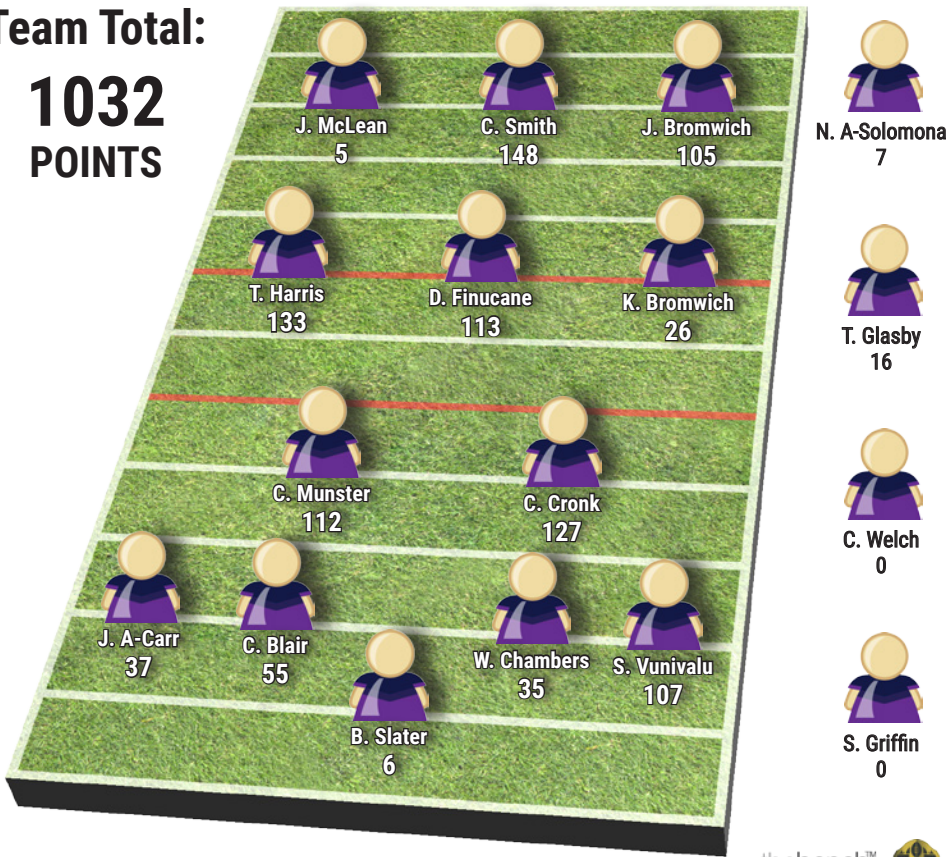 Team Total:
1032
POINTS
J. McLean
5
C. Smith
148
J. Bromwich
105
N. A-Solomona
7
T. Harris
133
D. Finucane
113
K. Bromwich
26
T. Glasby
16
C. Munster
112
C. Cronk
127
C. Welch
0
J. A-Carr
37
C. Blair
55
W. Chambers
35
S. Vunivalu
107
B. Slater
6
S. Griffin
0